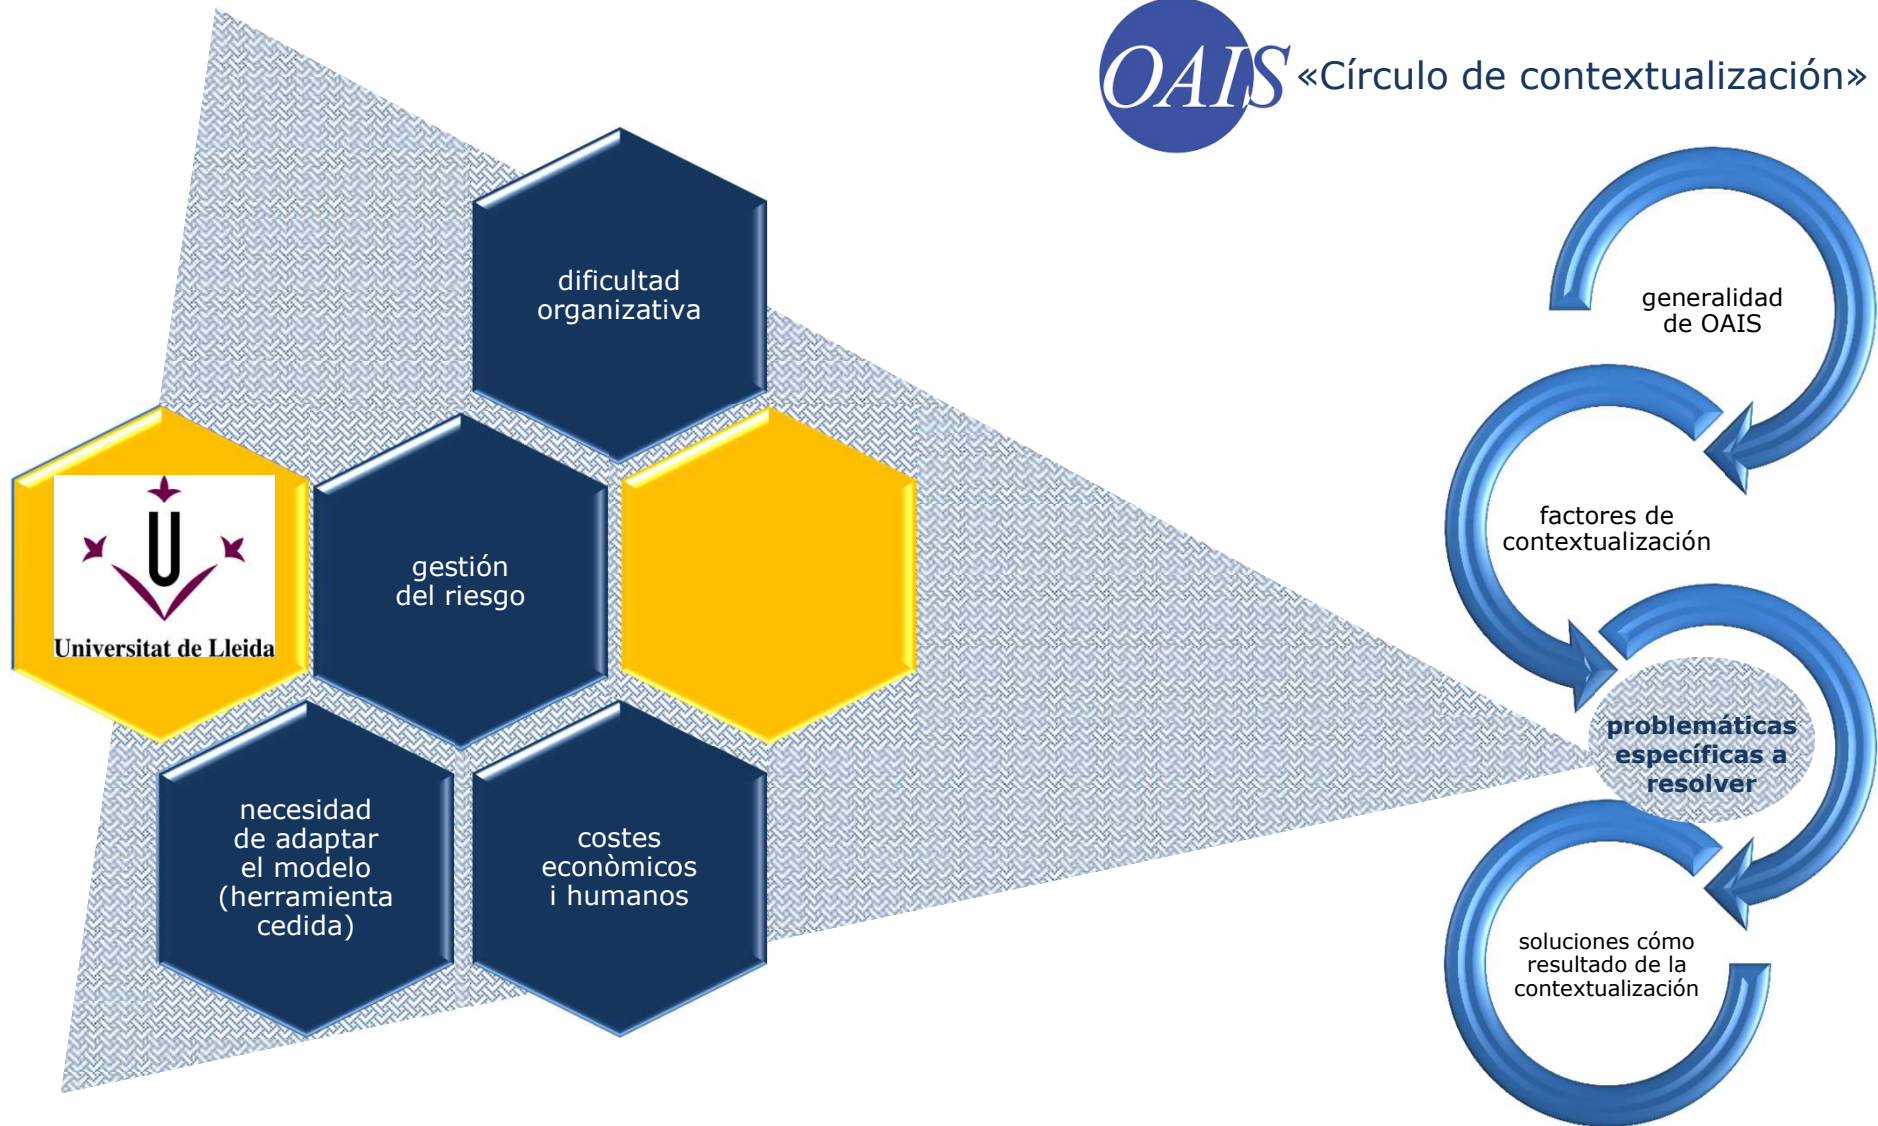 OAIS «Círculo de contextualización»
dificultad
organizativa
Universitat de Lleida
gestión
del riesgo
necesidad
de adaptar
el modelo
(herramienta
cedida)
costes
econòmicos
i humanos
generalidad
de OAIS
factores de
contextualización
problemáticas
específicas a
resolver
soluciones cómo
resultado de la
contextualización